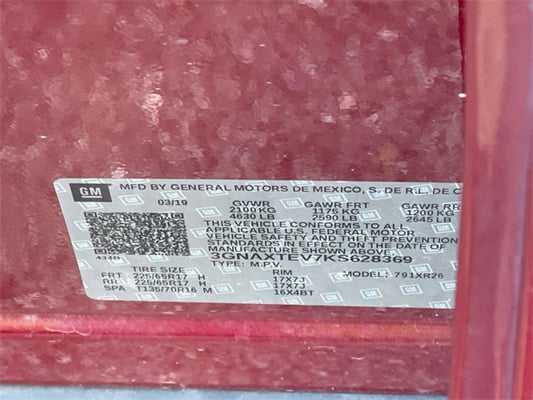 GM MFD BY GENERAL MOTORS DE MEXICO, S. DE R.L. DE C
03/19 GVWR GAWR FRT GAWR RR
2100 KG 1175 KG 1200 KG
4630 LB 2590 LB 2645 LB
THIS VEHICLE CONFORMS TO ALL
APPLICABLE U.S. FEDERAL MOTOR
VEHICLE SAFETY AND THEFT PREVENTION
STANDARDS IN EFFECT ON THE DATE OF
MANUFACTURE SHOWN ABOVE.
434B 3GNAXTEV7KS628369
TYPE: M.P.V. MODEL: 791XR26
TIRE SIZE RIM
FRT 225/65R17 H 17X7J
RR 225/65R17 H 17X7J
SPA T135/70R16 M 16X4BT